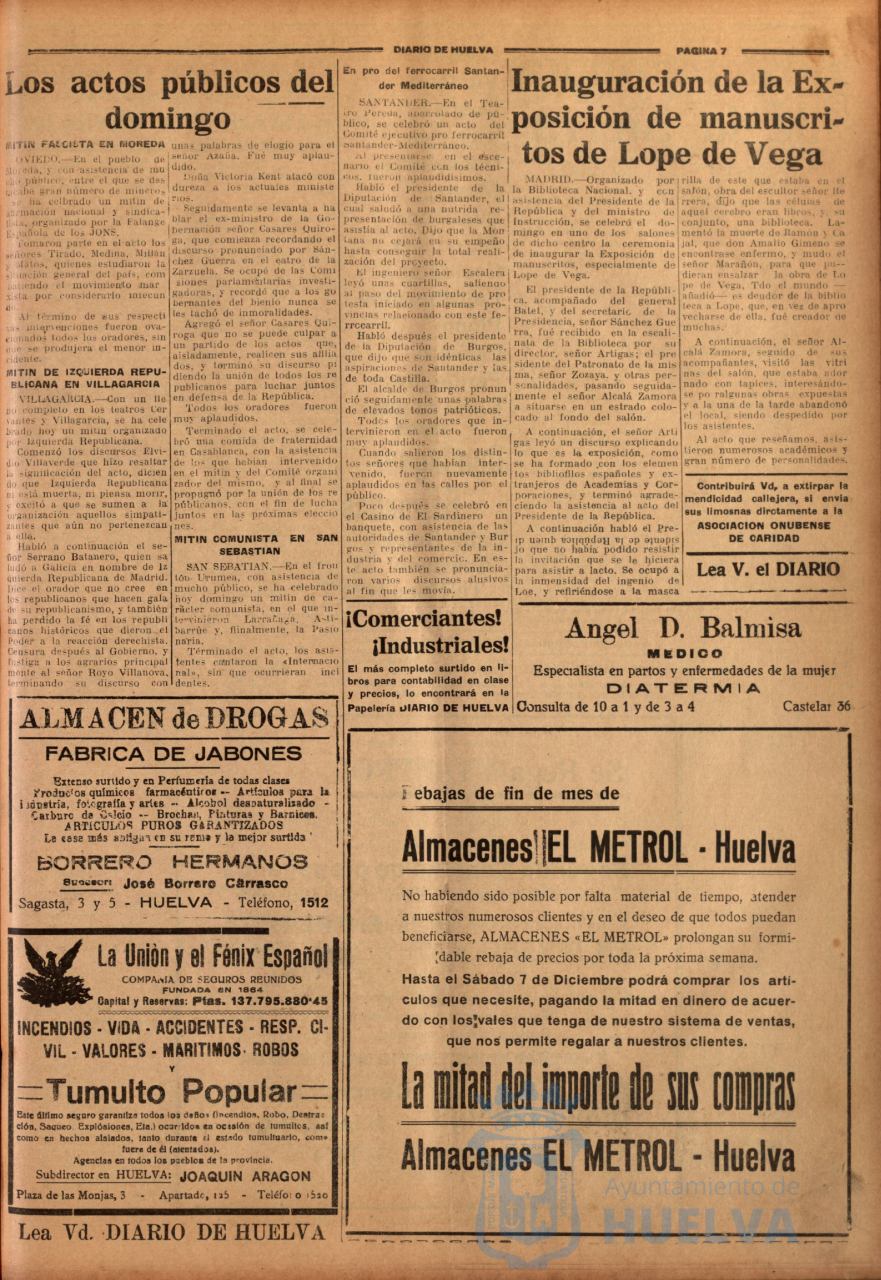 DIARIO DE HUELVA
PAGINA 7
Los actos públicos del
domingo
MITIN FASCISTA EN MOREDA
OVIEDO.—En el pueblo de
Moreda, y con asistencia de mu
cho público, entre el que se des
gran número de mineros,
ha celbrado un mitin de
afirmación nacional y sindica
lista, organizado por la Falange
Española de los JONS.
Tomaron parte en el acto los
señores Tirado, Medina, Millán
y Matos, quienes estudiaron la
situación general del país, com
batiendo el movimiento mar
xista por considerarlo infecun
do.
Al término de sus respecti
vas intervenciones fueron ova
cionados todos los oradores, sin
que se produjera el menor in
cidente.
MITIN DE IZQUIERDA REPU-
BLICANA EN VILLAGARCIA
VILLAGARCIA.—Con un lle
no completo en los teatros Cer
vantes y Villagarcía, se ha cele
brado hoy un mitin organizado
por Izquierda Republicana.
Comenzó los discursos Elvi-
dio Villaverde que hizo resaltar
la significación del acto, dicien
do que Izquierda Republicana
ni está muerta, ni piensa morir,
y excitó a que se sumen a la
organización aquellos simpati-
zantes que aún no pertenezcan
a ella.
Habló a continuación el se-
ñor Serrano Batanero, quien sa
ludó a Galicia en nombre de Iz
quierda Republicana de Madrid.
Dice el orador que no cree en
los republicanos que hacen gala
de su republicanismo, y también
ha perdido la fé en los republi
canos históricos que dieron el
Poder a la reacción derechista.
Censura después al Gobierno, y
fustiga a los agrarios principal
mente al señor Royo Villanova,
terminando su discurso con
unas palabras de elogio para el
señor Azaña. Fué muy aplau-
dido.
Doña Victoria Kent atacó con
dureza a los actuales ministe
rios.
Seguidamente se levanta a ha
blar el ex-ministro de la Go-
bernación señor Casares Quiro-
ga, que comienza recordando el
discurso pronunciado por Sán-
chez Guerra en el eatro de la
Zarzuela. Se ocupó de las Comi
siones parlamentarias investi-
gadoras, y recordó que a los go
bernantes del bienio nunca se
les tachó de inmoralidades.
Agregó el señor Casares Qui-
roga que no se puede culpar a
un partido de los actos que,
aisladamente, realicen sus afilia
dos, y terminó su discurso pi
diendo la unión de todos los re
publicanos para luchar juntos
en defensa de la República.
Todos los oradores fueron
muy aplaudidos.
Terminado el acto, se cele-
bró una comida de fraternidad
en Casablanca, con la asistencia
de los que habian intervenido
en el mitin y del Comité organi
zador del mismo, y al final se
propugnó por la unión de los re
públicanos, con el fin de lucha
juntos en las próximas eleccio
nes.
MITIN COMUNISTA EN SAN
SEBASTIAN
SAN SEBATIAN.—En el fron
tón Urumea, con asistencia de
mucho público, se ha celebrado
hoy domingo un mitin de ca-
rácter comunista, en el que in-
tervinieron Larrañaga, Asti-
barrúe y, flinalmente, la Pasio
naria.
Términado el acto, los asis-
tentes cantaron la «Internacio
nal», sin que ocurrieran inci
dentes.
En pro del ferrocarril Santan-
der Mediterráneo
SANTANDER.—En el Tea-
tro Pereda, abarrotado de pú-
blico, se celebró un acto del
Comité ejecutivo pro ferrocarril
Santander-Mediterráneo.
Al presentarse en el esce-
nario el Comité con los técni-
cos, fueron aplaudidísimos.
Habló el presidente de la
Diputación de Santander, el
cual saludó a una nutrida re-
presentación de burgaleses que
asistía al acto. Dijo que la Mon
tana no cejará en su empeño
hasta conseguir la total reali-
zación del proyecto.
El ingeniero señor Escalera
leyó unas cuartillas, saliendo
al paso del movimiento de pro
testa iniciado en algunas pro-
vincias relacionado con este fe
rrocarril.
Habló después el presidente
de la Diputación de Burgos,
que dijo que son idénticas las
aspiraciones de Santander y las
de toda Castilla.
El alcalde de Burgos pronun
ció seguidamente unas palabras
de elevados tonos patrióticos.
Todos los oradores que in-
tervinieron en el acto fueron
muy aplaudidos.
Cuando salieron los distin-
tos señores que habían inter-
venido, fueron nuevamente
aplaudidos en las calles por el
público.
Poco después se celebró en
el Casino de El Sardinero un
banquete, con asistencia de las
autoridades de Santander y Bur
gos y representantes de la in-
dustria y del comercio. En es-
te acto también se pronuncia-
ron varios discursos alusivos
al fin que les movía.
¡Comerciantes!
¡Industriales!
El más completo surtido en li-
bros para contabilidad en clase
y precios, lo encontrará en la
Papelería DIARIO DE HUELVA
Inauguración de la Ex-
posición de manuscri-
tos de Lope de Vega
MADRID.—Organizado por
la Biblioteca Nacional, y con
asistencia del Presidente de la
República y del ministro de
Instrucción, se celebró el do-
mingo en uno de los salones
de dicho centro la ceremonia
de inaugurar la Exposición de
manuscritos, especialmente de
Lope de Vega.
El presidente de la Repúbli-
ca, acompañado del general
Batet, y del secretaric de la
Presidencia, señor Sánchez Gue
rra, fué recibido en la escali-
nata de la Biblioteca por su
director, señor Artigas; el pre
sidente del Patronato de la mis
ma, señor Zozaya, y otras per-
sonalidades, pasando seguida-
mente el señor Alcalá Zamora
a situarse en un estrado colo-
cado al fondo del salón.
A continuación, el señor Arti
gas leyó un discurso explicando
lo que es la exposición, como
se ha formado con los elemen
tos bibliófilos españoles y ex-
tranjeros de Academias y Cor-
poraciones, y terminó agrade-
ciendo la asistencia al acto del
Presidente de la República.
A continuación habló el Pre-
sidente de la República que di-
jo que no había podido resistir
la invitación que se le hiciera
para asistir a lacto. Se ocupó a
la inmensidad del ingenio de
Loe, y refiriéndose a la masca
rilla de este que estaba en el
salón, obra del escultor señor He
rrera, dijo que las células de
aquel cerebro eran libros, y su
conjunto, una biblioteca. La-
mentó la muerte de Ramon y Ca
jal, que don Amalio Gimeno se
encontrase enfermo, y mudo el
señor Marañón, para que pu-
dieran ensalzar la obra de Lo
pe de Vega, Tdo el mundo —
añadió— es deudor de la biblio
teca a Lope, que, en vez de apro
vecharse de ella, fué creador de
muchas.
A continuación, el señor Al-
calá Zamora, seguido de sus
acompañantes, visitó las vitri
nas del salón, que estaba ador
nado con tapices, interesándo-
se po ralgunas obras expuestas
y a la una de la tarde abandonó
el local, siendo despedido por
los asistentes.
Al acto que reseñamos, asis-
tieron numerosos académicos y
gran número de personalidades.
Contribuirá Vd, a extirpar la
mendicidad callejera, si envia
sus limosnas directamente a la
ASOCIACION ONUBENSE
DE CARIDAD
Lea V. el DIARIO
Angel D. Balmisa
MEDICO
Especialista en partos y enfermedades de la mujer
DIATERMIA
Consulta de 10 a 1 y de 3 a 4 Castelar 36
ALMACEN de DROGAS
FABRICA DE JABONES
Extenso surtido y en Perfumería de todas clases
Productos químicos farmacénticos -- Artículos para la
industria, fotografía y artes -- Alcohol desnaturalizado -
Carburo de Calcio -- Brochas, Pinturas y Barnices.
ARTICULOS PUROS GARANTIZADOS
La casa más antigua en su ramo y la mejor surtida
BORRERO HERMANOS
Sucesor: José Borrero Carrasco
Sagasta, 3 y 5 - HUELVA - Teléfono, 1512
La Unión y el Fénix Español
COMPAÑIA DE SEGUROS REUNIDOS
FUNDADA EN 1864
Capital y Reservas: Ptas. 137.795.880·45
INCENDIOS - VIDA - ACCIDENTES - RESP. CI-
VIL - VALORES - MARITIMOS· ROBOS
Y
Tumulto Popular
Este último seguro garantiza todos los daños (Incendios, Robo, Destruc-
ción, Saqueo. Explosiones, Eta.) ocurridos en ocasión de tumultos, así
como en hechos aislados, tanto durante el estado tumultuario, como
fuera de él (atentados).
Agencias en todos los pueblos de la provincia.
Subdirector en HUELVA: JOAQUIN ARAGON
Plaza de las Monjas, 3 - Apartado, 125 - Teléfono 1520
Lea Vd. DIARIO DE HUELVA
ebajas de fin de mes de
Almacenes EL METROL - Huelva
No habiendo sido posible por falta material de tiempo, atender
a nuestros numerosos clientes y en el deseo de que todos puedan
beneficiarse, ALMACENES «EL METROL» prolongan su formi-
dable rebaja de precios por toda la próxima semana.
Hasta el Sábado 7 de Diciembre podrá comprar los artí-
culos que necesite, pagando la mitad en dinero de acuer-
do con los vales que tenga de nuestro sistema de ventas,
que nos permite regalar a nuestros clientes.
La mitad del importe de sus compras
Almacenes EL METROL - Huelva
Ayuntamiento de
HUELVA